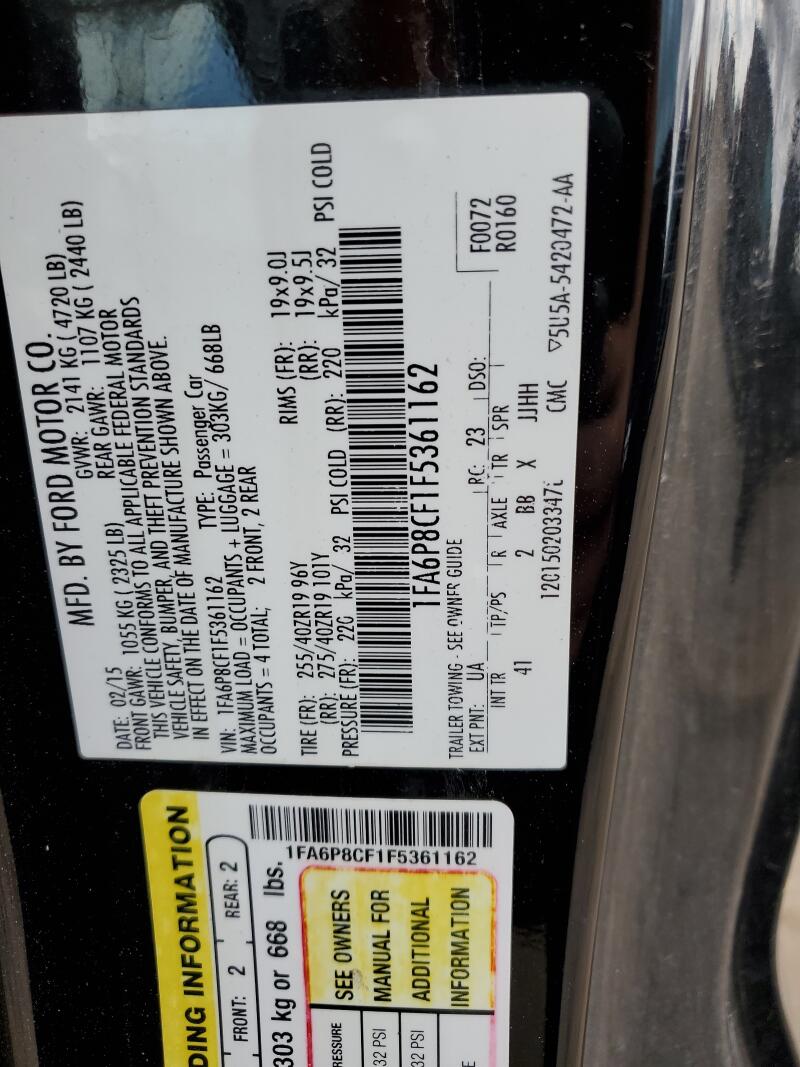 MFD. BY FORD MOTOR CO.
DATE: 02/15 GVWR: 2141 KG ( 4720 LB)
FRONT GAWR: 1055 KG ( 2325 LB) REAR GAWR: 1107 KG ( 2440 LB)
THIS VEHICLE CONFORMS TO ALL APPLICABLE FEDERAL MOTOR
VEHICLE SAFETY, BUMPER, AND THEFT PREVENTION STANDARDS
IN EFFECT ON THE DATE OF MANUFACTURE SHOWN ABOVE.
VIN: 1FA6P8CF1F5361162 TYPE: Passenger Car
MAXIMUM LOAD = OCCUPANTS + LUGGAGE = 303KG/ 668LB
OCCUPANTS = 4 TOTAL; 2 FRONT, 2 REAR
TIRE (FR): 255/40ZR19 96Y RIMS (FR): 19x9.0J
(RR): 275/40ZR19 101Y (RR): 19x9.5J
PRESSURE (FR): 220 kPa/ 32 PSI COLD (RR): 220 kPa/ 32 PSI COLD
1FA6P8CF1F5361162
TRAILER TOWING - SEE OWNER GUIDE
F0072
R0160
EXT PNT: UA RC: 23 DSO:
INT TR TP/PS R AXLE TR SPR
41 2 BB X JJHH
CMC
▽5U5A-5420472-AA
DING INFORMATION
FRONT: 2 REAR: 2
303 kg or 668 lbs.
1FA6P8CF1F5361162
RESSURE
32 PSI
32 PSI
SEE OWNERS
MANUAL FOR
ADDITIONAL
INFORMATION